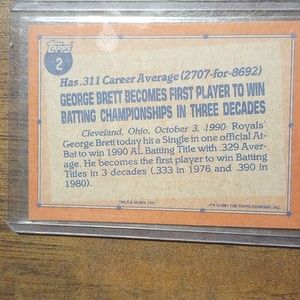 Topps
2
Has .311 Career Average (2707-for-8692)
GEORGE BRETT BECOMES FIRST PLAYER TO WIN
BATTING CHAMPIONSHIPS IN THREE DECADES
Cleveland, Ohio, October 3, 1990: Royals'
George Brett today hit a Single in one official At-
Bat to win 1990 AL Batting Title with .329 Aver-
age. He becomes the first player to win Batting
Titles in 3 decades (.333 in 1976 and .390 in
1980).
THE TOPPS COMPANY, INC.